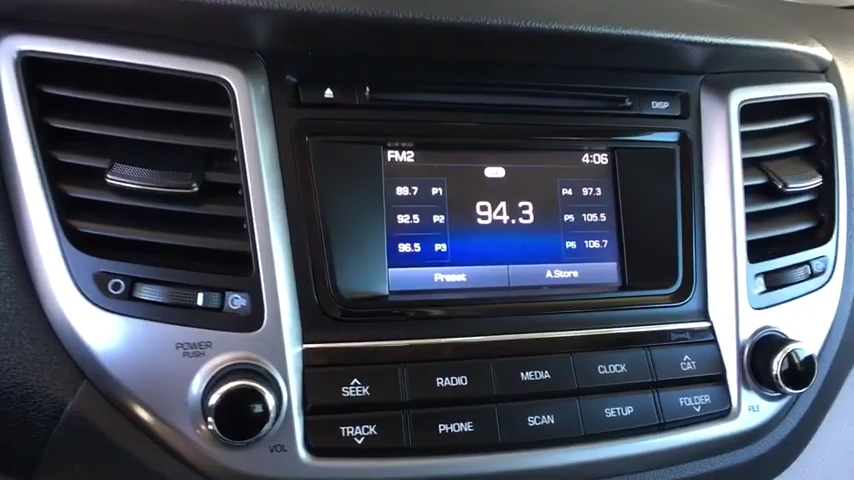 DISP
FM2 4:06
89.7 P1
92.5 P2
96.5 P3
94.3
P4 97.3
P5 105.5
P6 106.7
Preset A.Store
POWER
PUSH
VOL
SEEK RADIO MEDIA CLOCK CAT
TRACK PHONE SCAN SETUP FOLDER
FILE